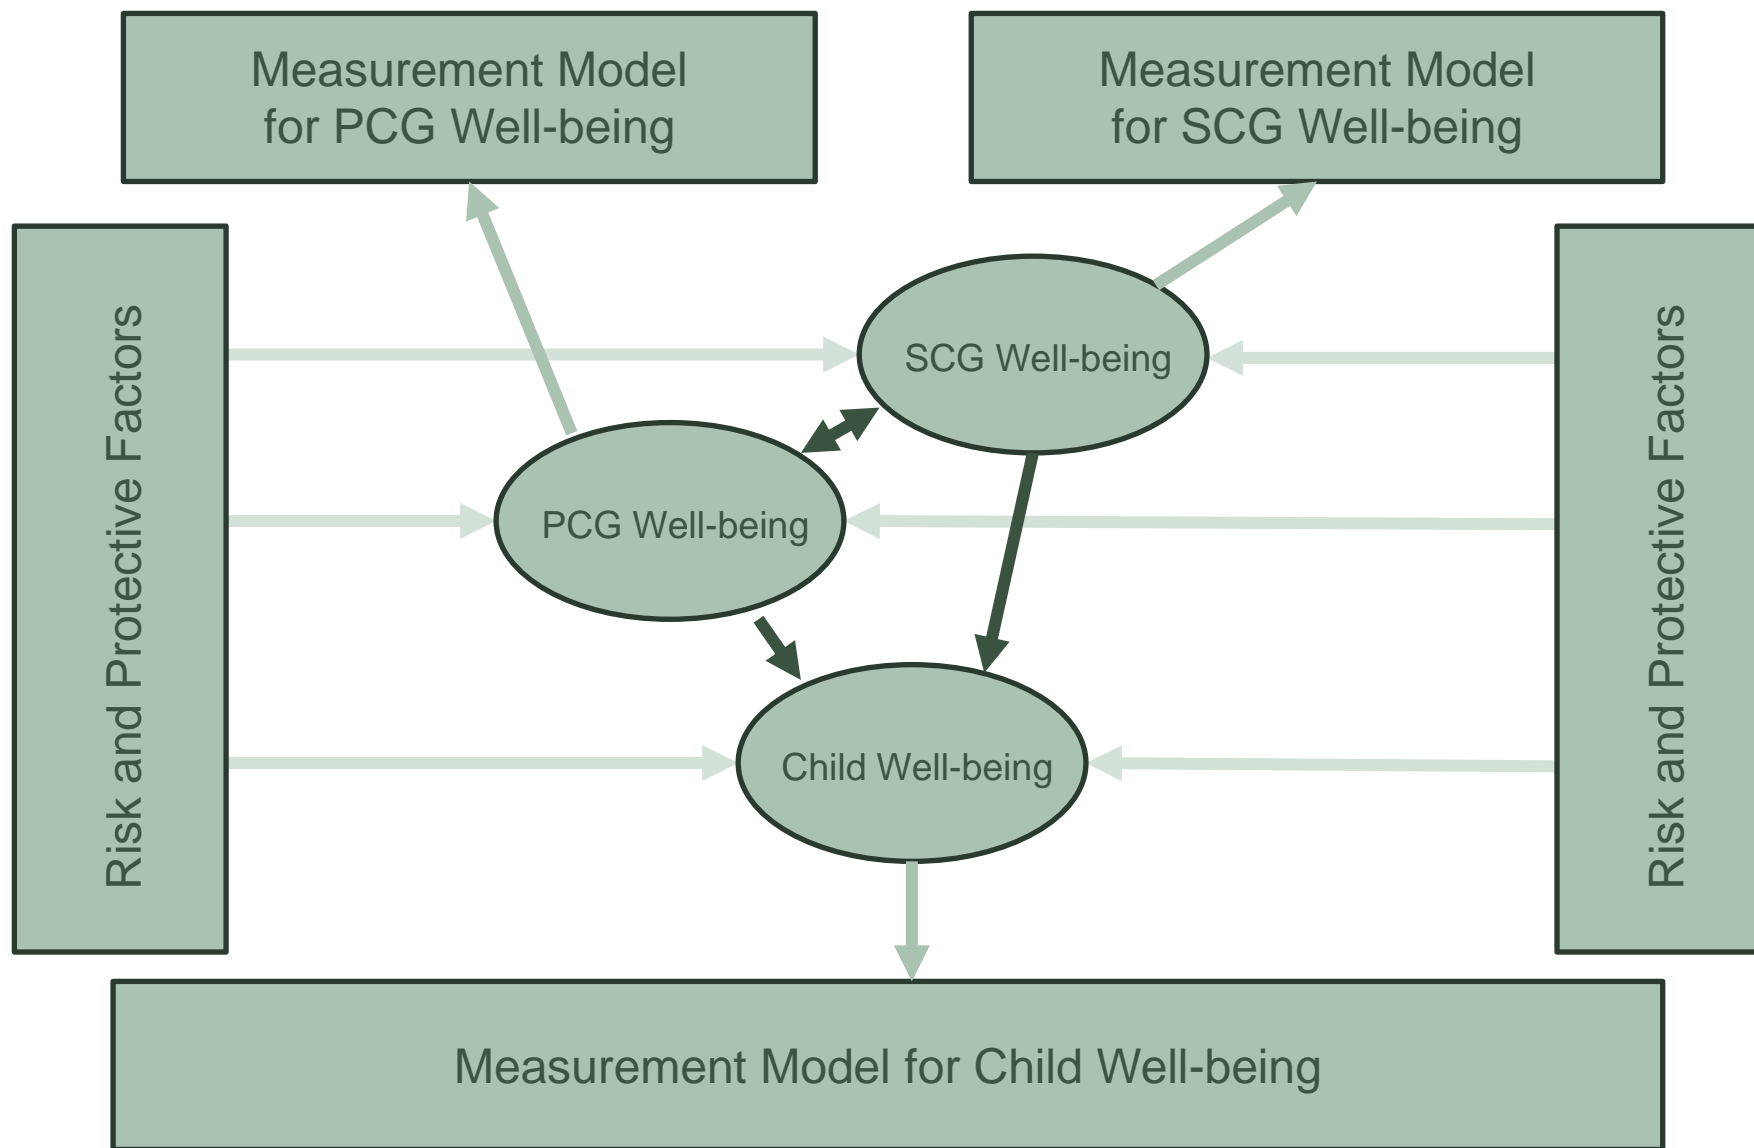 Measurement Model
for PCG Well-being
Measurement Model
for SCG Well-being
Risk and Protective Factors
SCG Well-being
PCG Well-being
Child Well-being
Risk and Protective Factors
Measurement Model for Child Well-being